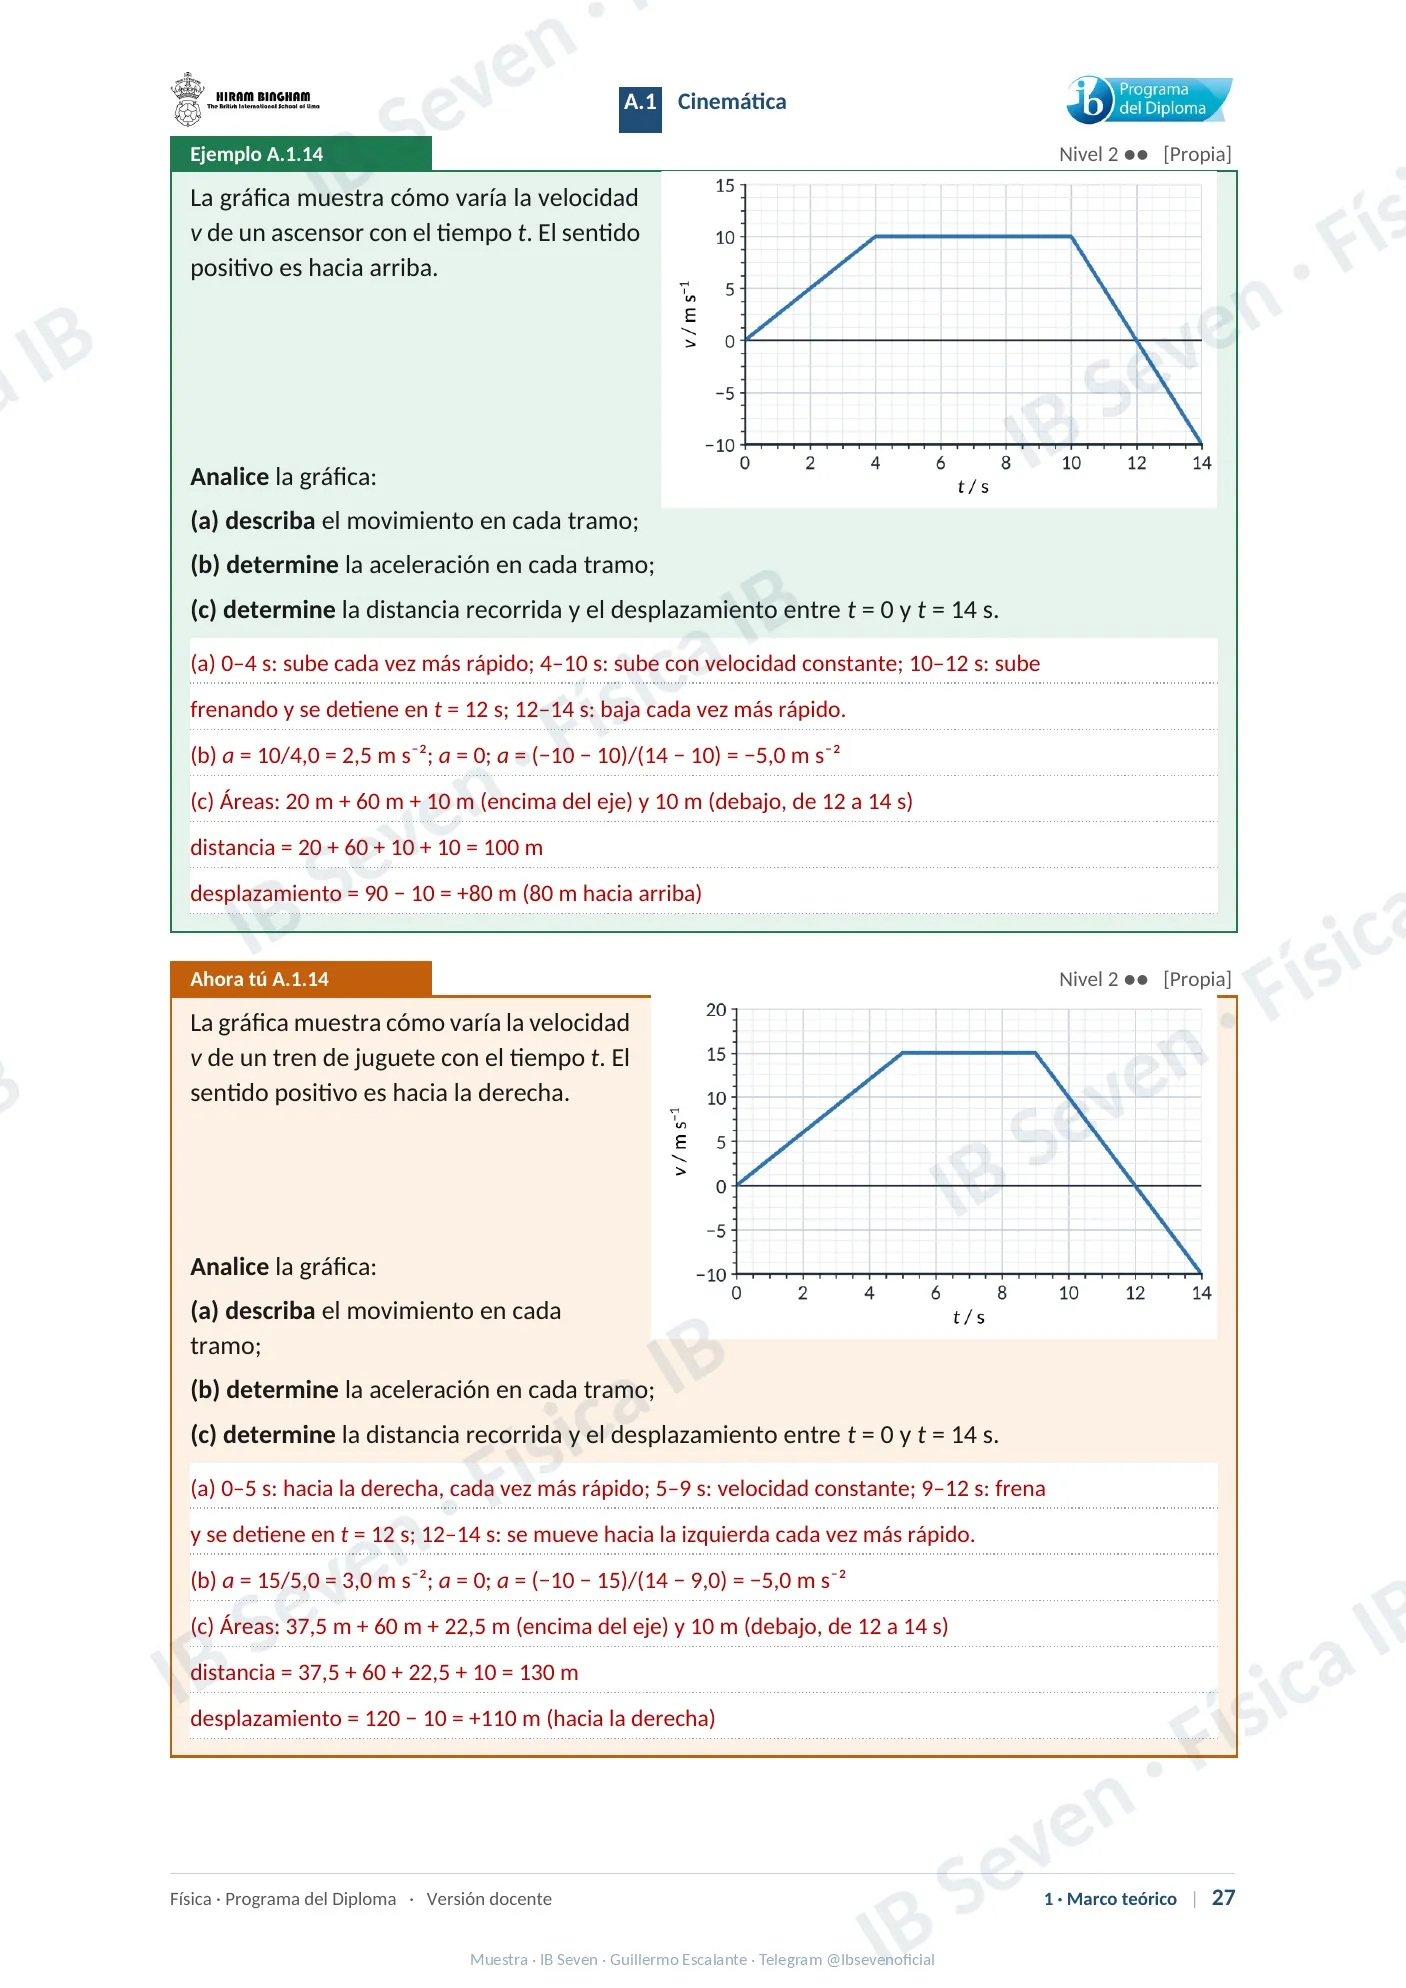 HIRAM BINGHAM
The British International School of Lima
A.1 Cinemática
ib Programa
del Diploma
Ejemplo A.1.14 Nivel 2 ●● [Propia]
La gráfica muestra cómo varía la velocidad
v de un ascensor con el tiempo t. El sentido
positivo es hacia arriba.
15
10
5
0
−5
−10
v / m s⁻¹
0 2 4 6 8 10 12 14
t / s
Analice la gráfica:
(a) describa el movimiento en cada tramo;
(b) determine la aceleración en cada tramo;
(c) determine la distancia recorrida y el desplazamiento entre t = 0 y t = 14 s.
(a) 0–4 s: sube cada vez más rápido; 4–10 s: sube con velocidad constante; 10–12 s: sube
frenando y se detiene en t = 12 s; 12–14 s: baja cada vez más rápido.
(b) a = 10/4,0 = 2,5 m s⁻²; a = 0; a = (−10 − 10)/(14 − 10) = −5,0 m s⁻²
(c) Áreas: 20 m + 60 m + 10 m (encima del eje) y 10 m (debajo, de 12 a 14 s)
distancia = 20 + 60 + 10 + 10 = 100 m
desplazamiento = 90 − 10 = +80 m (80 m hacia arriba)
Ahora tú A.1.14 Nivel 2 ●● [Propia]
La gráfica muestra cómo varía la velocidad
v de un tren de juguete con el tiempo t. El
sentido positivo es hacia la derecha.
20
15
10
5
0
−5
−10
v / m s⁻¹
0 2 4 6 8 10 12 14
t / s
Analice la gráfica:
(a) describa el movimiento en cada
tramo;
(b) determine la aceleración en cada tramo;
(c) determine la distancia recorrida y el desplazamiento entre t = 0 y t = 14 s.
(a) 0–5 s: hacia la derecha, cada vez más rápido; 5–9 s: velocidad constante; 9–12 s: frena
y se detiene en t = 12 s; 12–14 s: se mueve hacia la izquierda cada vez más rápido.
(b) a = 15/5,0 = 3,0 m s⁻²; a = 0; a = (−10 − 15)/(14 − 9,0) = −5,0 m s⁻²
(c) Áreas: 37,5 m + 60 m + 22,5 m (encima del eje) y 10 m (debajo, de 12 a 14 s)
distancia = 37,5 + 60 + 22,5 + 10 = 130 m
desplazamiento = 120 − 10 = +110 m (hacia la derecha)
Física · Programa del Diploma · Versión docente 1 · Marco teórico | 27
Muestra · IB Seven · Guillermo Escalante · Telegram @Ibsevenoficial
IB Seven · Física IB